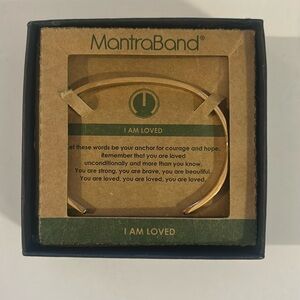 MantraBand®
I AM LOVED
let these words be your anchor for courage and hope.
Remember that you are loved
unconditionally and more than you know.
You are strong, you are brave, you are beautiful.
You are loved, you are loved, you are loved.
I AM LOVED